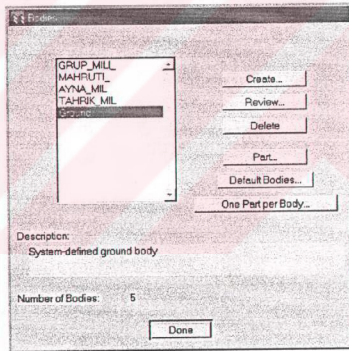 Bodies
GRUP_MILI_
MAHRUTI_
AYNA_MIL
TAHRIK_MIL
Ground
Create...
Review...
Delete
Part...
Default Bodies...
One Part per Body...
Description:
System-defined ground body
Number of Bodies: 5
Done